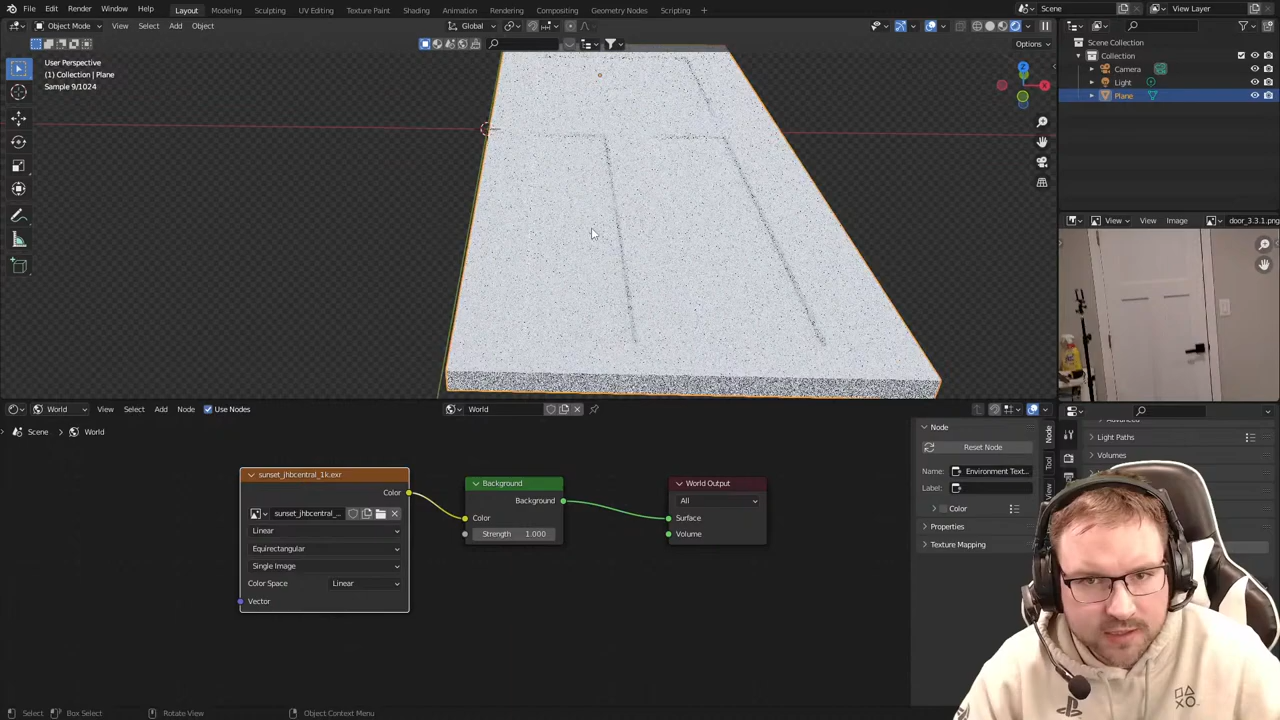 File Edit Render Window Help Layout Modeling Sculpting UV Editing Texture Paint Shading Animation Rendering Compositing Geometry Nodes Scripting Scene View Layer
Object Mode View Select Add Object Global
Options
User Perspective
(1) Collection | Plane
Sample 9/1024
Scene Collection
Collection
Camera
Light
Plane
View View Image door_3.3.1.png
World View Select Add Node Use Nodes World
Scene World
sunset_jhbcentral_1k.exr
Color
sunset_jhbcentral_...
Linear
Equirectangular
Single Image
Color Space Linear
Vector
Background
Background
Color
Strength 1.000
World Output
All
Surface
Volume
Node
Reset Node
Name: Environment Text...
Label:
Color
Properties
Texture Mapping
Node
Tool
View
Light Paths
Volumes
Select Box Select Rotate View Object Context Menu